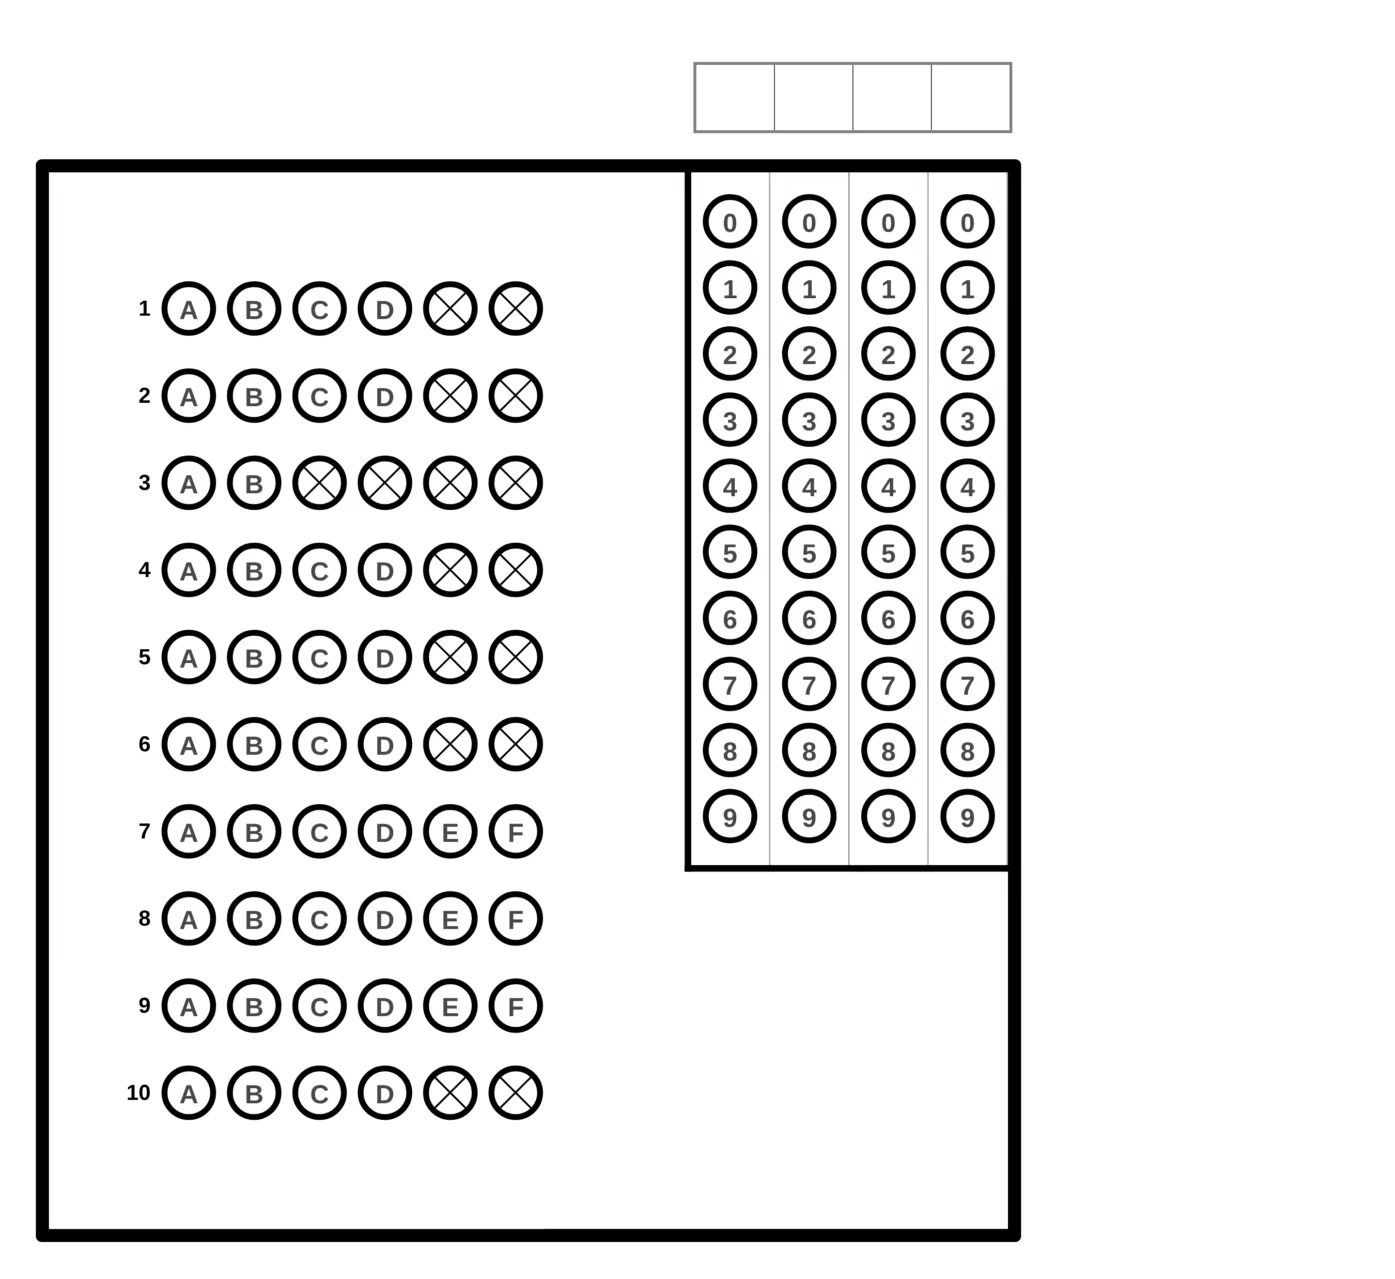 0 0 0 0
1 1 1 1
2 2 2 2
3 3 3 3
4 4 4 4
5 5 5 5
6 6 6 6
7 7 7 7
8 8 8 8
9 9 9 9
1 A B C D
2 A B C D
3 A B
4 A B C D
5 A B C D
6 A B C D
7 A B C D E F
8 A B C D E F
9 A B C D E F
10 A B C D